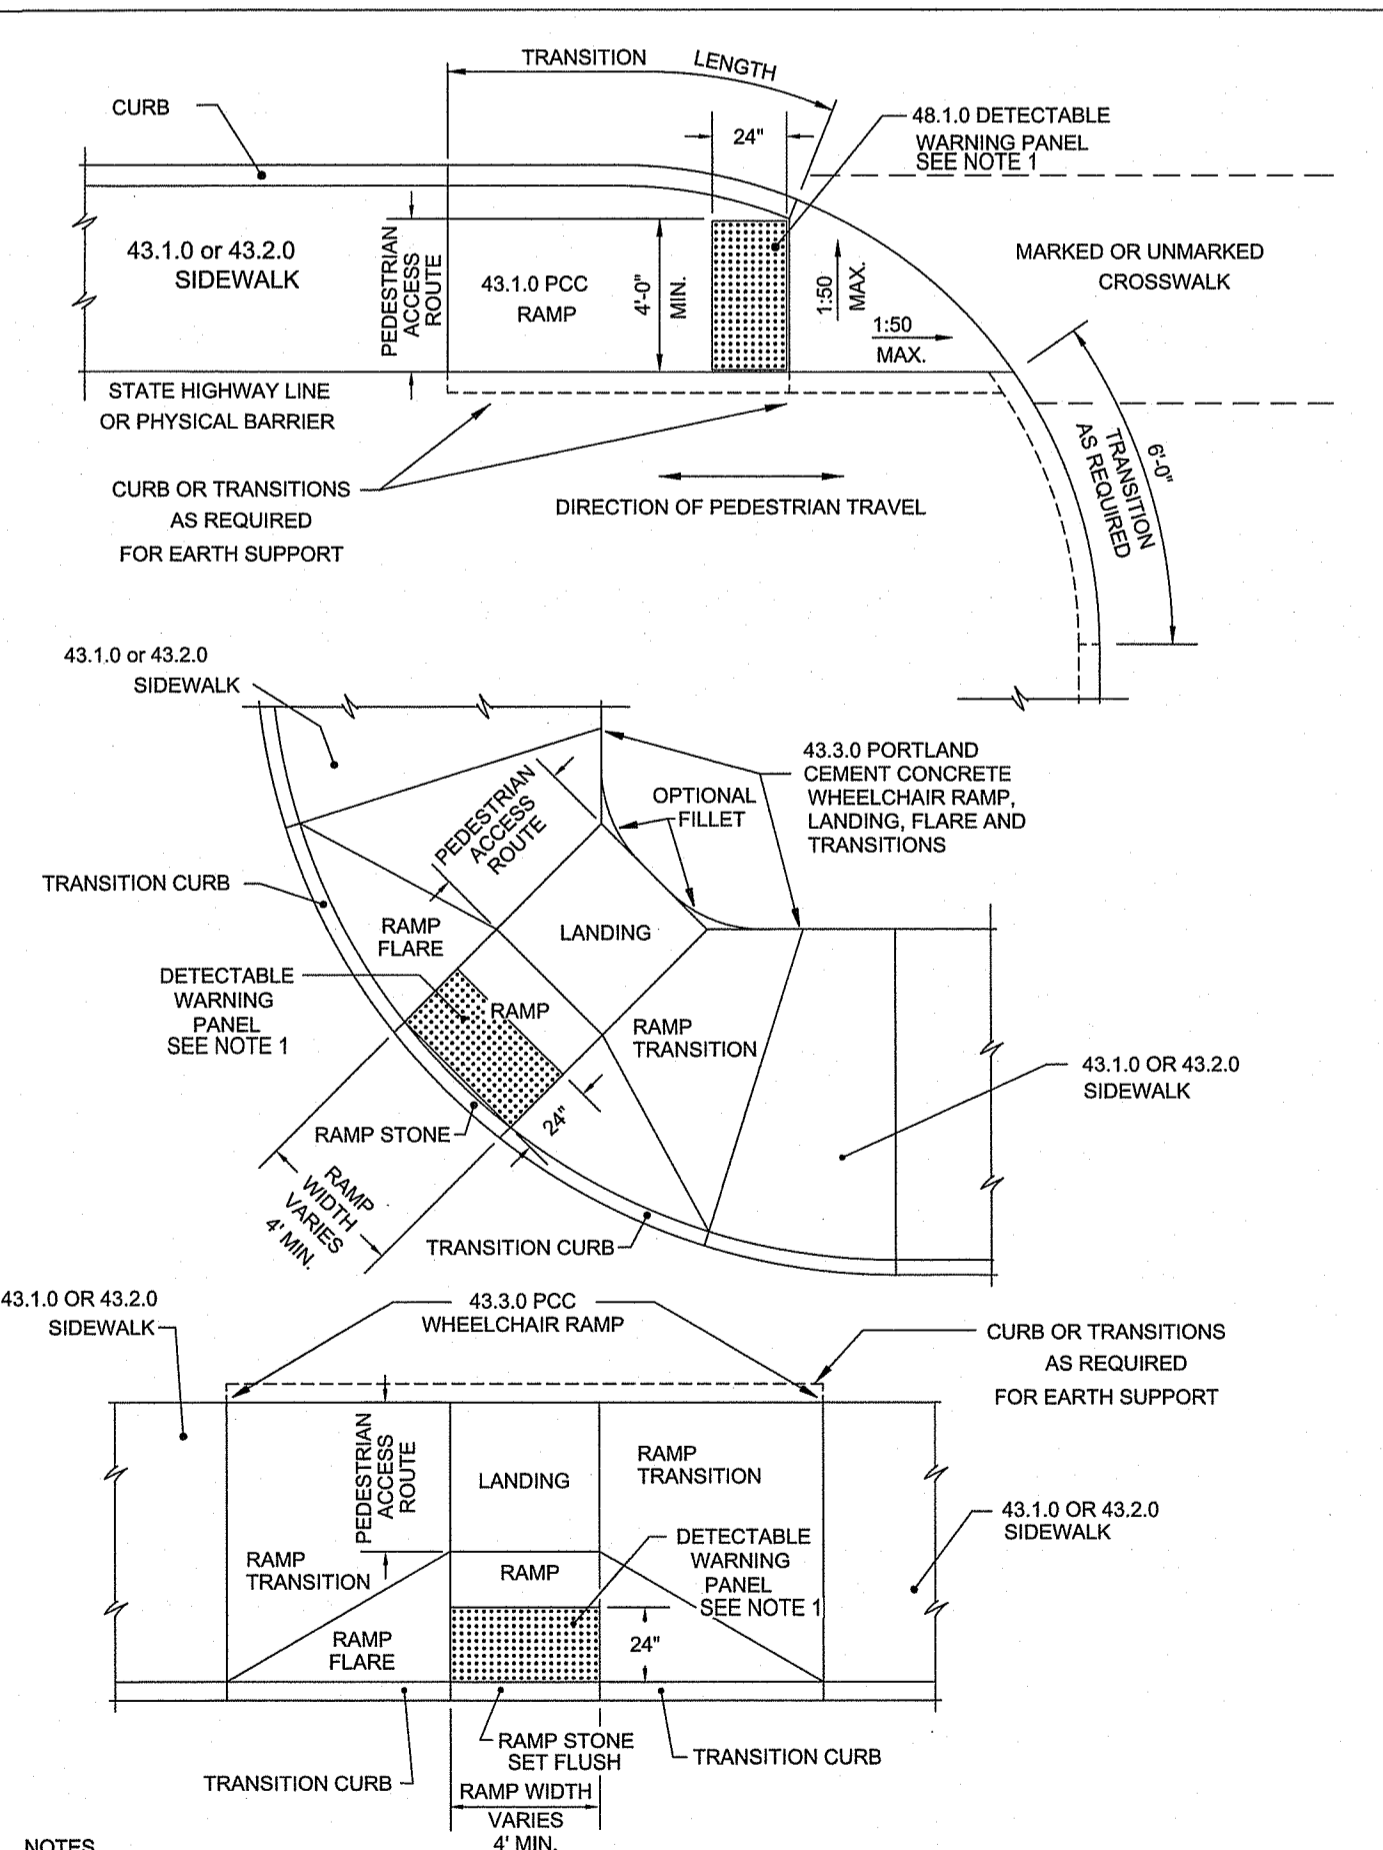 TRANSITION LENGTH
CURB
24"
48.1.0 DETECTABLE
WARNING PANEL
SEE NOTE 1
43.1.0 or 43.2.0
SIDEWALK
PEDESTRIAN
ACCESS
ROUTE
43.1.0 PCC
RAMP
4'-0"
MIN.
1:50
MAX.
1:50
MAX.
MARKED OR UNMARKED
CROSSWALK
STATE HIGHWAY LINE
OR PHYSICAL BARRIER
6'-0"
TRANSITION
AS REQUIRED
CURB OR TRANSITIONS
AS REQUIRED
FOR EARTH SUPPORT
DIRECTION OF PEDESTRIAN TRAVEL
43.1.0 or 43.2.0
SIDEWALK
PEDESTRIAN
ACCESS
ROUTE
OPTIONAL
FILLET
43.3.0 PORTLAND
CEMENT CONCRETE
WHEELCHAIR RAMP,
LANDING, FLARE AND
TRANSITIONS
TRANSITION CURB
RAMP
FLARE
LANDING
DETECTABLE
WARNING
PANEL
SEE NOTE 1
RAMP
RAMP
TRANSITION
43.1.0 OR 43.2.0
SIDEWALK
RAMP STONE
24"
RAMP
WIDTH
VARIES
4' MIN.
TRANSITION CURB
43.1.0 OR 43.2.0
SIDEWALK
43.3.0 PCC
WHEELCHAIR RAMP
CURB OR TRANSITIONS
AS REQUIRED
FOR EARTH SUPPORT
PEDESTRIAN
ACCESS
ROUTE
LANDING
RAMP
TRANSITION
43.1.0 OR 43.2.0
SIDEWALK
RAMP
TRANSITION
RAMP
DETECTABLE
WARNING
PANEL
SEE NOTE 1
RAMP
FLARE
24"
RAMP STONE
SET FLUSH
TRANSITION CURB
TRANSITION CURB
RAMP WIDTH
VARIES
4' MIN.
NOTES